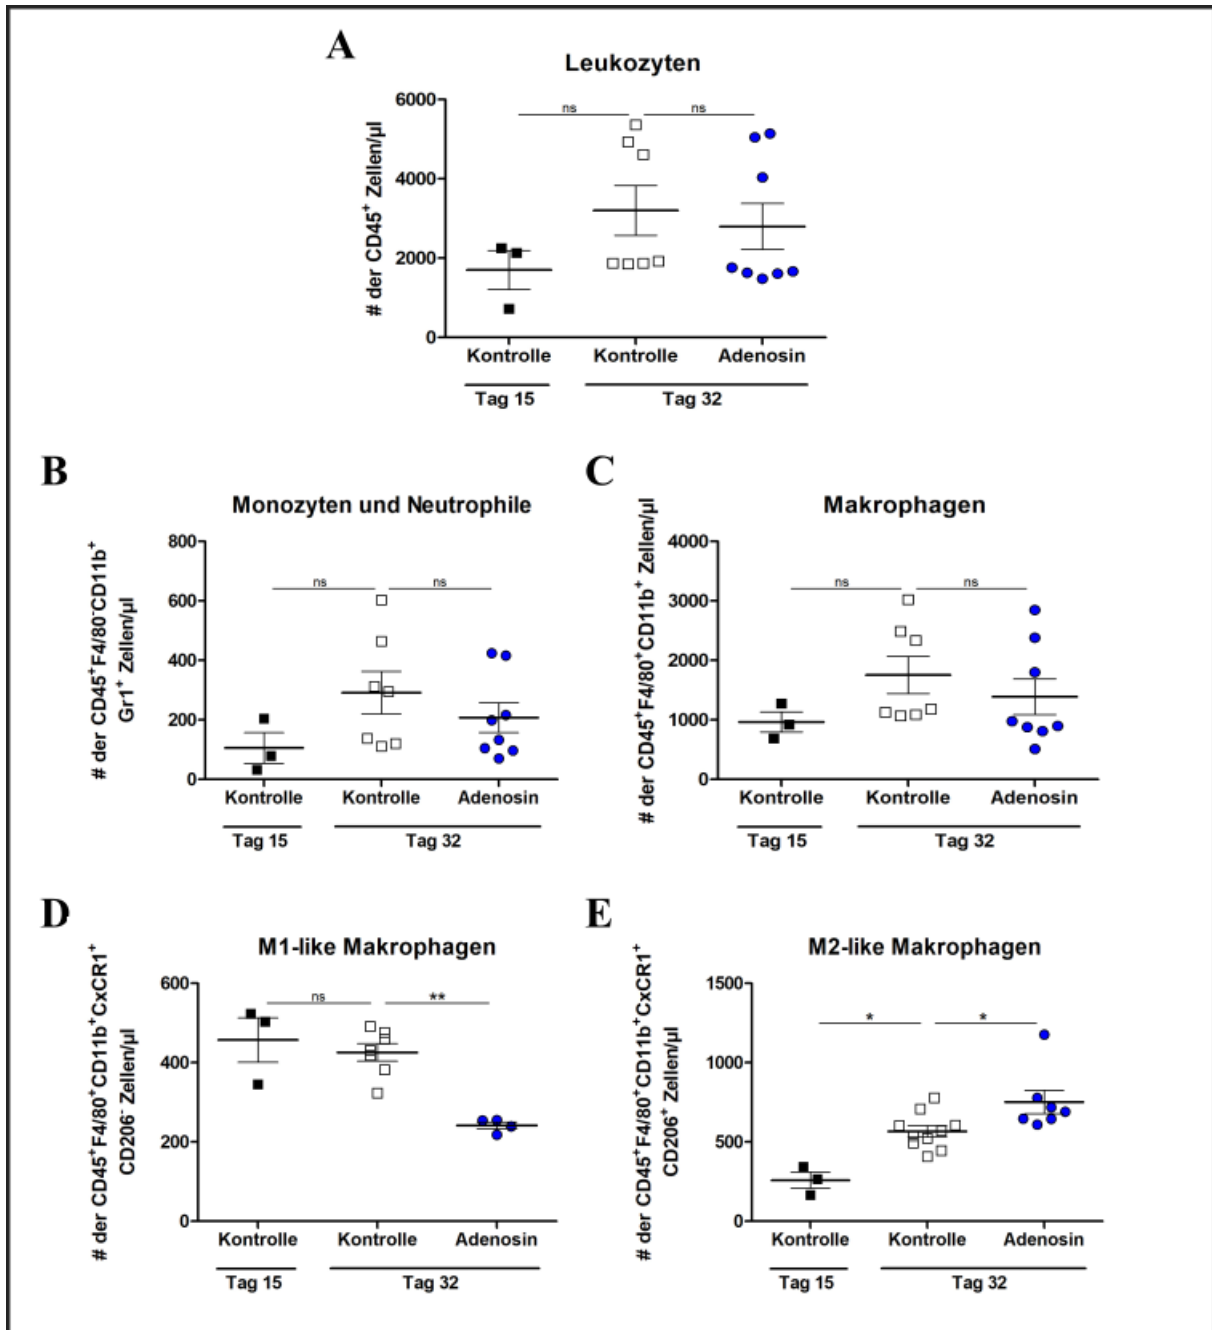 A
Leukozyten
# der CD45⁺ Zellen/µl
6000
4000
2000
0
ns
ns
Kontrolle
Kontrolle
Adenosin
Tag 15
Tag 32
B
Monozyten und Neutrophile
# der CD45⁺F4/80⁻CD11b⁺
Gr1⁺ Zellen/µl
800
600
400
200
0
ns
ns
Kontrolle
Kontrolle
Adenosin
Tag 15
Tag 32
C
Makrophagen
# der CD45⁺F4/80⁺CD11b⁺ Zellen/µl
4000
3000
2000
1000
0
ns
ns
Kontrolle
Kontrolle
Adenosin
Tag 15
Tag 32
D
M1-like Makrophagen
# der CD45⁺F4/80⁺CD11b⁺CxCR1⁺
CD206⁻ Zellen/µl
600
400
200
0
ns
**
Kontrolle
Kontrolle
Adenosin
Tag 15
Tag 32
E
M2-like Makrophagen
# der CD45⁺F4/80⁺CD11b⁺CxCR1⁺
CD206⁺ Zellen/µl
1500
1000
500
0
*
*
Kontrolle
Kontrolle
Adenosin
Tag 15
Tag 32